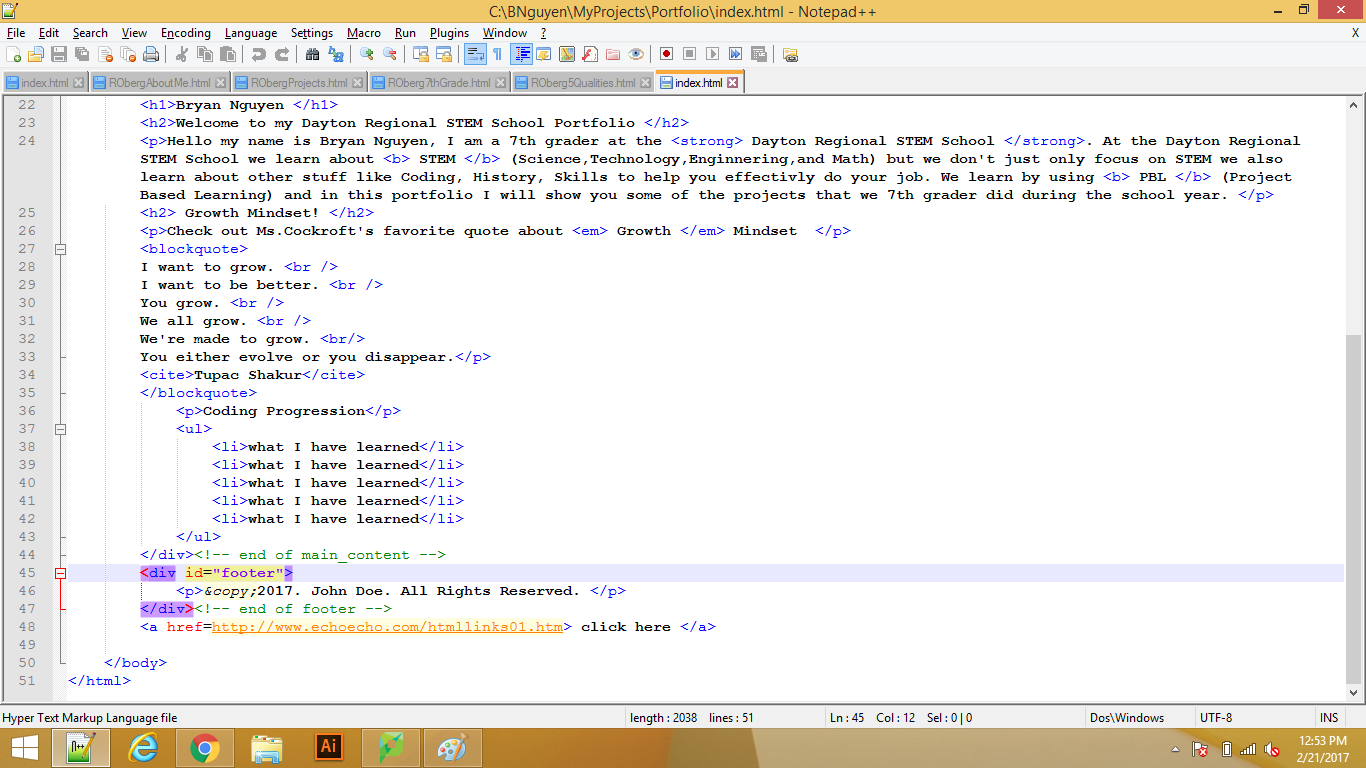 C:\BNguyen\MyProjects\Portfolio\index.html - Notepad++
File Edit Search View Encoding Language Settings Macro Run Plugins Window ? X
index.html RObergAboutMe.html RObergProjects.html ROberg7thGrade.html ROberg5Qualities.html index.html
22 <h1>Bryan Nguyen </h1>
23 <h2>Welcome to my Dayton Regional STEM School Portfolio </h2>
24 <p>Hello my name is Bryan Nguyen, I am a 7th grader at the <strong> Dayton Regional STEM School </strong>. At the Dayton Regional
STEM School we learn about <b> STEM </b> (Science,Technology,Enginnering,and Math) but we don't just only focus on STEM we also
learn about other stuff like Coding, History, Skills to help you effectivly do your job. We learn by using <b> PBL </b> (Project
Based Learning) and in this portfolio I will show you some of the projects that we 7th grader did during the school year. </p>
25 <h2> Growth Mindset! </h2>
26 <p>Check out Ms.Cockroft's favorite quote about <em> Growth </em> Mindset  </p>
27 <blockquote>
28 I want to grow. <br />
29 I want to be better. <br />
30 You grow. <br />
31 We all grow. <br />
32 We're made to grow. <br/>
33 You either evolve or you disappear.</p>
34 <cite>Tupac Shakur</cite>
35 </blockquote>
36 <p>Coding Progression</p>
37 <ul>
38 <li>what I have learned</li>
39 <li>what I have learned</li>
40 <li>what I have learned</li>
41 <li>what I have learned</li>
42 <li>what I have learned</li>
43 </ul>
44 </div><!-- end of main_content -->
45 <div id="footer">
46 <p>&copy;2017. John Doe. All Rights Reserved. </p>
47 </div><!-- end of footer -->
48 <a href=http://www.echoecho.com/htmllinks01.htm> click here </a>
49
50 </body>
51 </html>
Hyper Text Markup Language file length : 2038 lines : 51 Ln : 45 Col : 12 Sel : 0 | 0 Dos\Windows UTF-8 INS
Ai
12:53 PM
2/21/2017